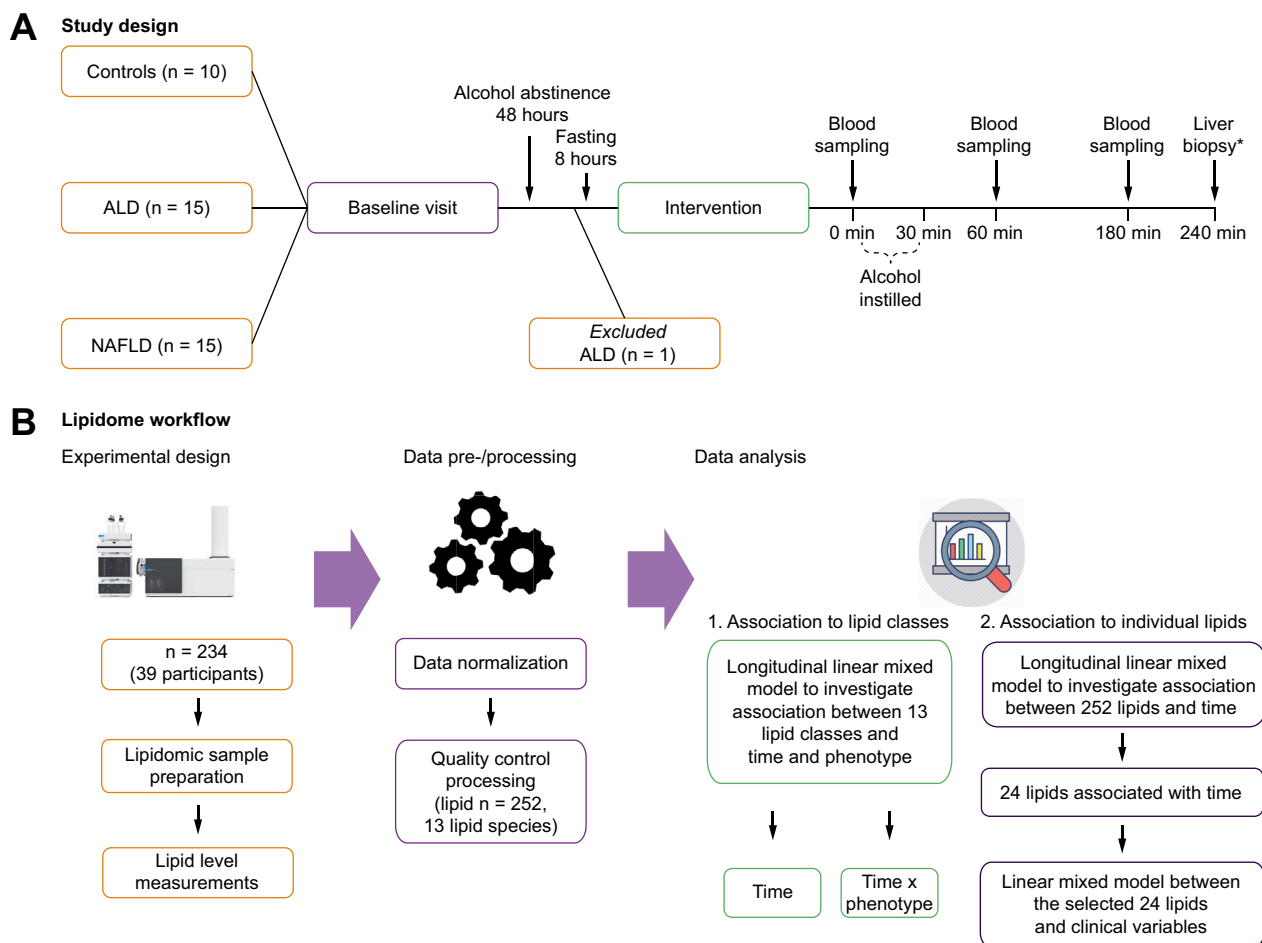 A Study design
Controls (n = 10)
ALD (n = 15)
NAFLD (n = 15)
Baseline visit
Alcohol abstinence
48 hours
Fasting
8 hours
Excluded
ALD (n = 1)
Intervention
Blood
sampling
Blood
sampling
Blood
sampling
Liver
biopsy*
0 min
30 min
60 min
180 min
240 min
Alcohol
instilled
B Lipidome workflow
Experimental design
n = 234
(39 participants)
Lipidomic sample
preparation
Lipid level
measurements
Data pre-/processing
Data normalization
Quality control
processing
(lipid n = 252,
13 lipid species)
Data analysis
1. Association to lipid classes
Longitudinal linear mixed
model to investigate
association between 13
lipid classes and
time and phenotype
Time
Time x
phenotype
2. Association to individual lipids
Longitudinal linear mixed
model to investigate association
between 252 lipids and time
24 lipids associated with time
Linear mixed model between
the selected 24 lipids
and clinical variables